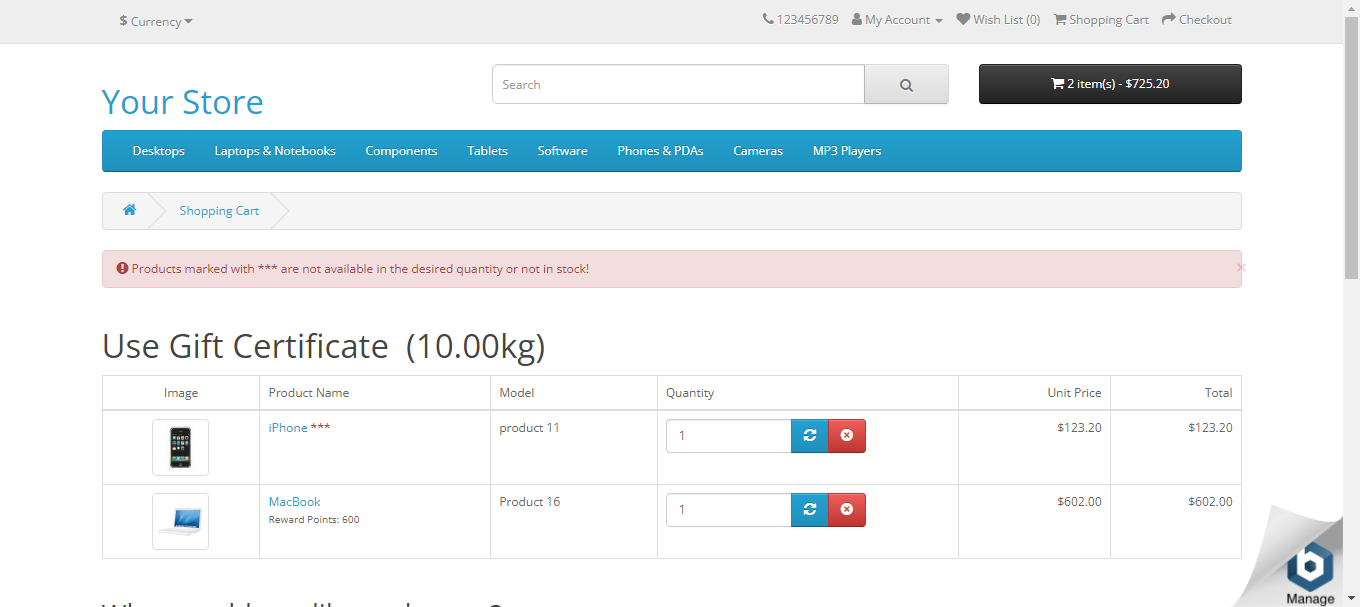 $ Currency
123456789 My Account Wish List (0) Shopping Cart Checkout
Search
2 item(s) - $725.20
Your Store
Desktops Laptops & Notebooks Components Tablets Software Phones & PDAs Cameras MP3 Players
Shopping Cart
Products marked with *** are not available in the desired quantity or not in stock!
×
Use Gift Certificate (10.00kg)
Image Product Name Model Quantity Unit Price Total
iPhone *** product 11 1 $123.20 $123.20
MacBook Product 16 1 $602.00 $602.00
Reward Points: 600
Manage